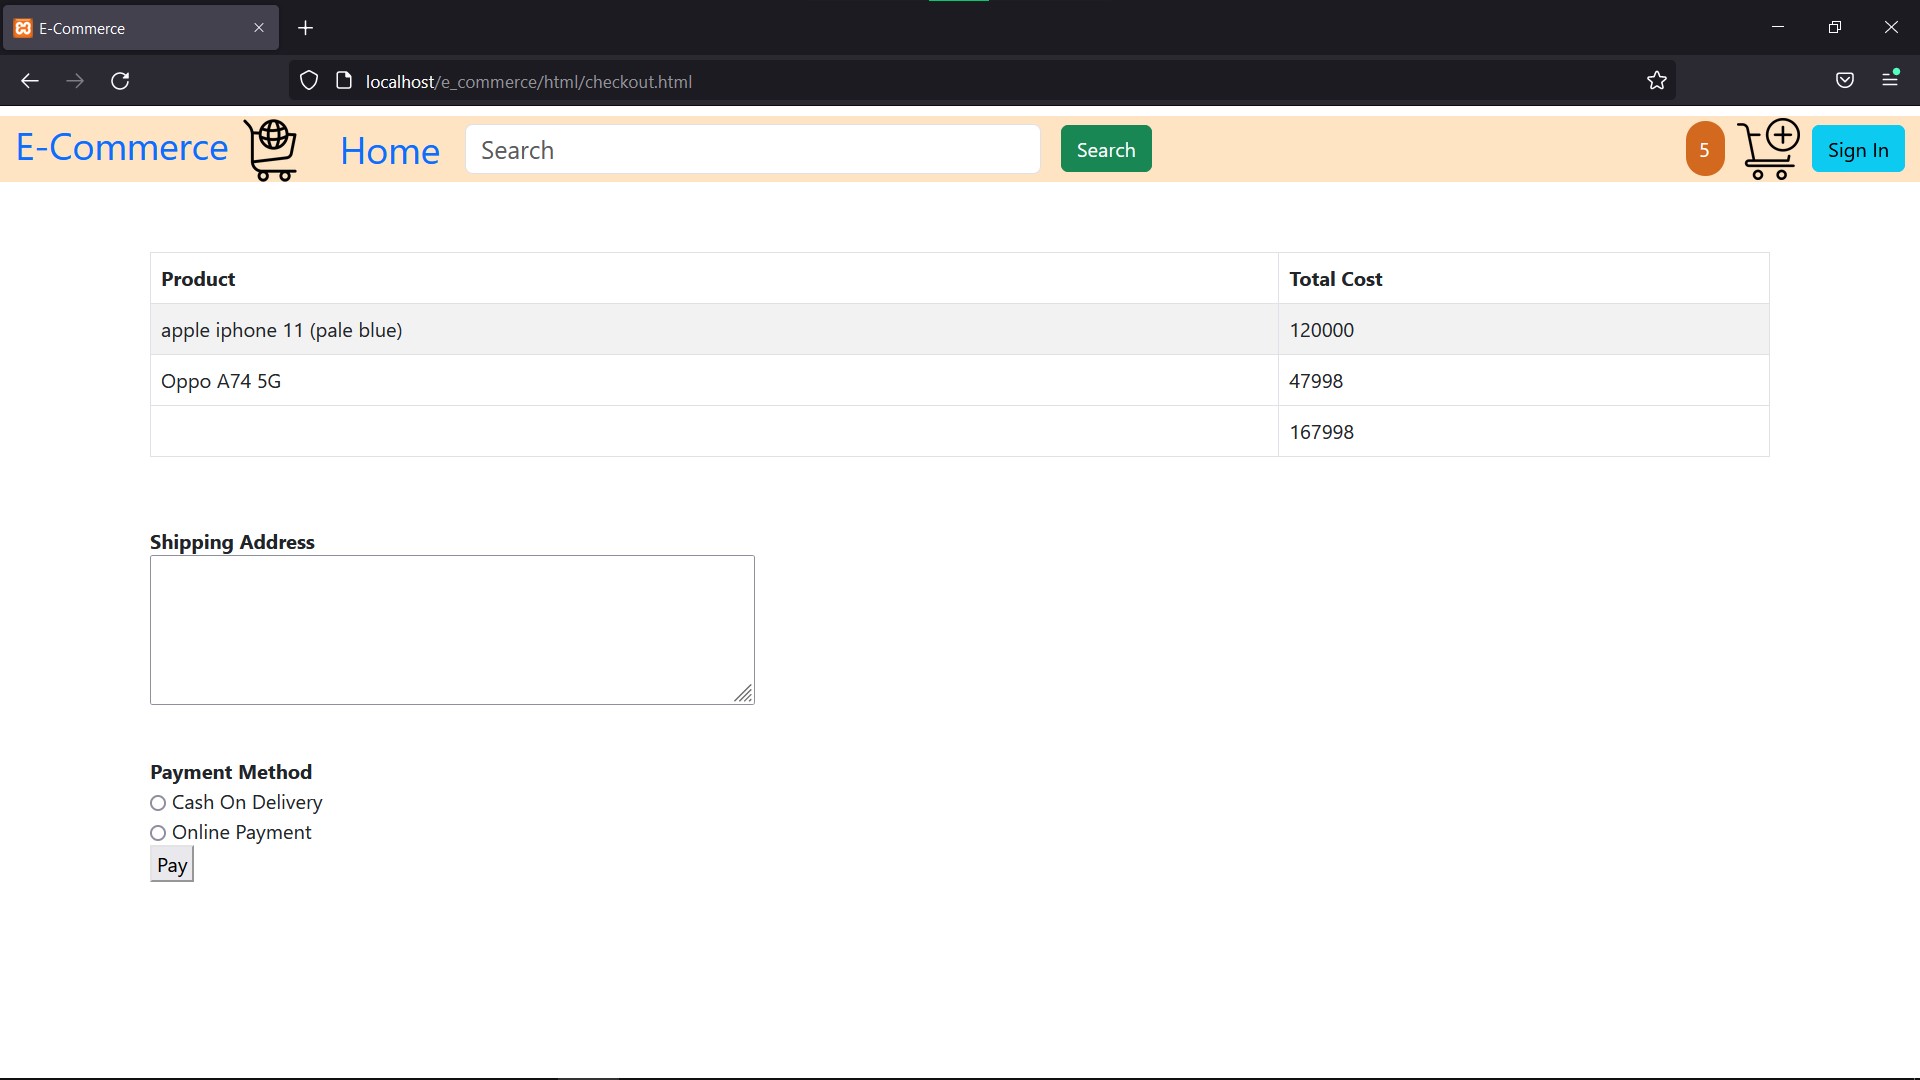 E-Commerce
localhost/e_commerce/html/checkout.html
E-Commerce Home Search Search 5 Sign In
Product Total Cost
apple iphone 11 (pale blue) 120000
Oppo A74 5G 47998
167998
Shipping Address
Payment Method
Cash On Delivery
Online Payment
Pay